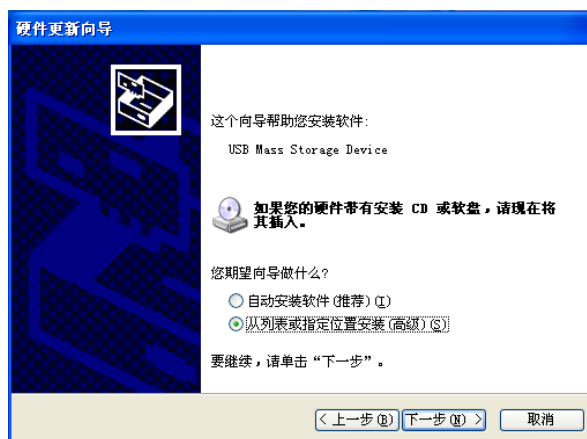 硬件更新向导
这个向导帮助您安装软件:
USB Mass Storage Device
如果您的硬件带有安装 CD 或软盘，请现在将
其插入。
您期望向导做什么?
自动安装软件(推荐)(I)
从列表或指定位置安装(高级)(S)
要继续，请单击“下一步”。
< 上一步(B) 下一步(N) > 取消